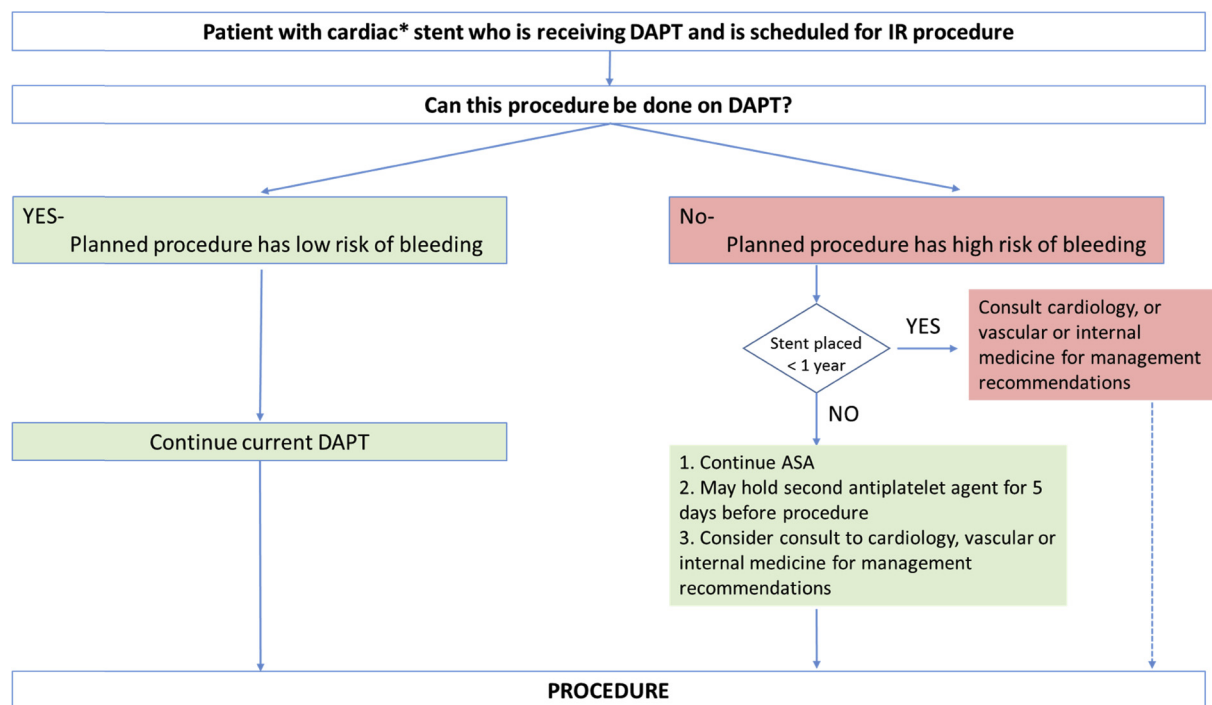 Patient with cardiac* stent who is receiving DAPT and is scheduled for IR procedure
Can this procedure be done on DAPT?
YES-
Planned procedure has low risk of bleeding
No-
Planned procedure has high risk of bleeding
Stent placed
< 1 year
YES
Consult cardiology, or
vascular or internal
medicine for management
recommendations
NO
Continue current DAPT
1. Continue ASA
2. May hold second antiplatelet agent for 5
days before procedure
3. Consider consult to cardiology, vascular or
internal medicine for management
recommendations
PROCEDURE